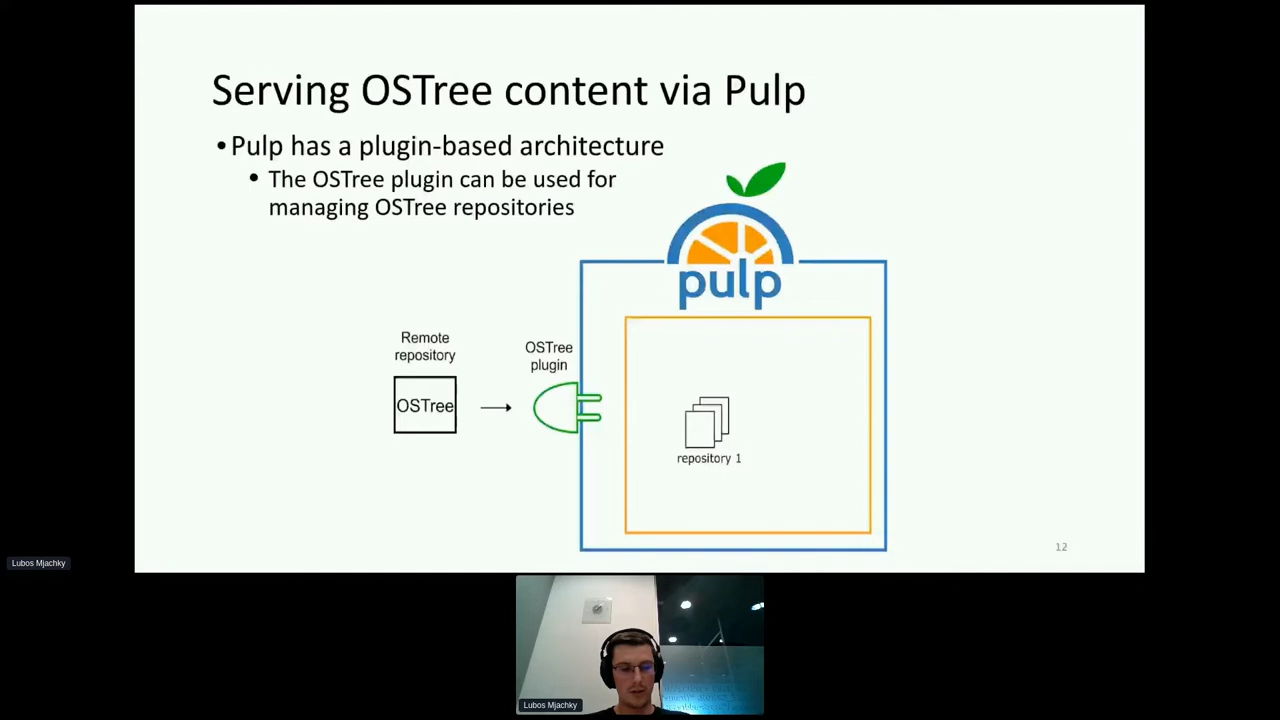 Serving OSTree content via Pulp
•Pulp has a plugin-based architecture
• The OSTree plugin can be used for
managing OSTree repositories
pulp
Remote
repository
OSTree
OSTree
plugin
repository 1
12
Lubos Mjachky
Lubos Mjachky